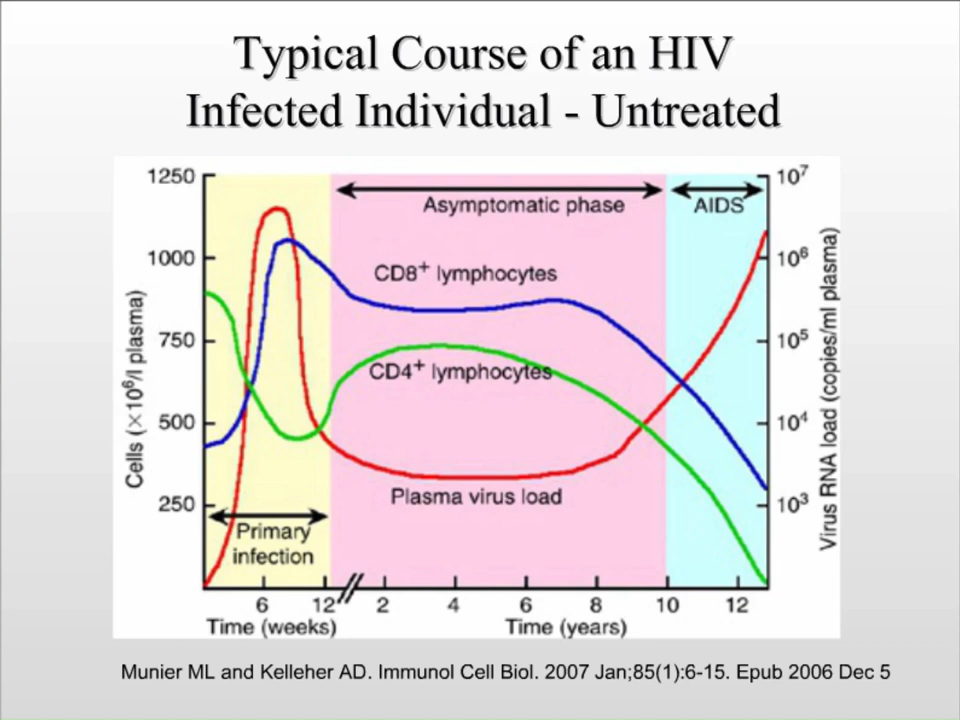 Typical Course of an HIV
Infected Individual - Untreated
Cells (×10⁶/l plasma)
1250
1000
750
500
250
Asymptomatic phase
AIDS
CD8⁺ lymphocytes
CD4⁺ lymphocytes
Plasma virus load
Primary
infection
10⁷
10⁶
10⁵
10⁴
10³
Virus RNA load (copies/ml plasma)
6 12 2 4 6 8 10 12
Time (weeks) Time (years)
Munier ML and Kelleher AD. Immunol Cell Biol. 2007 Jan;85(1):6-15. Epub 2006 Dec 5